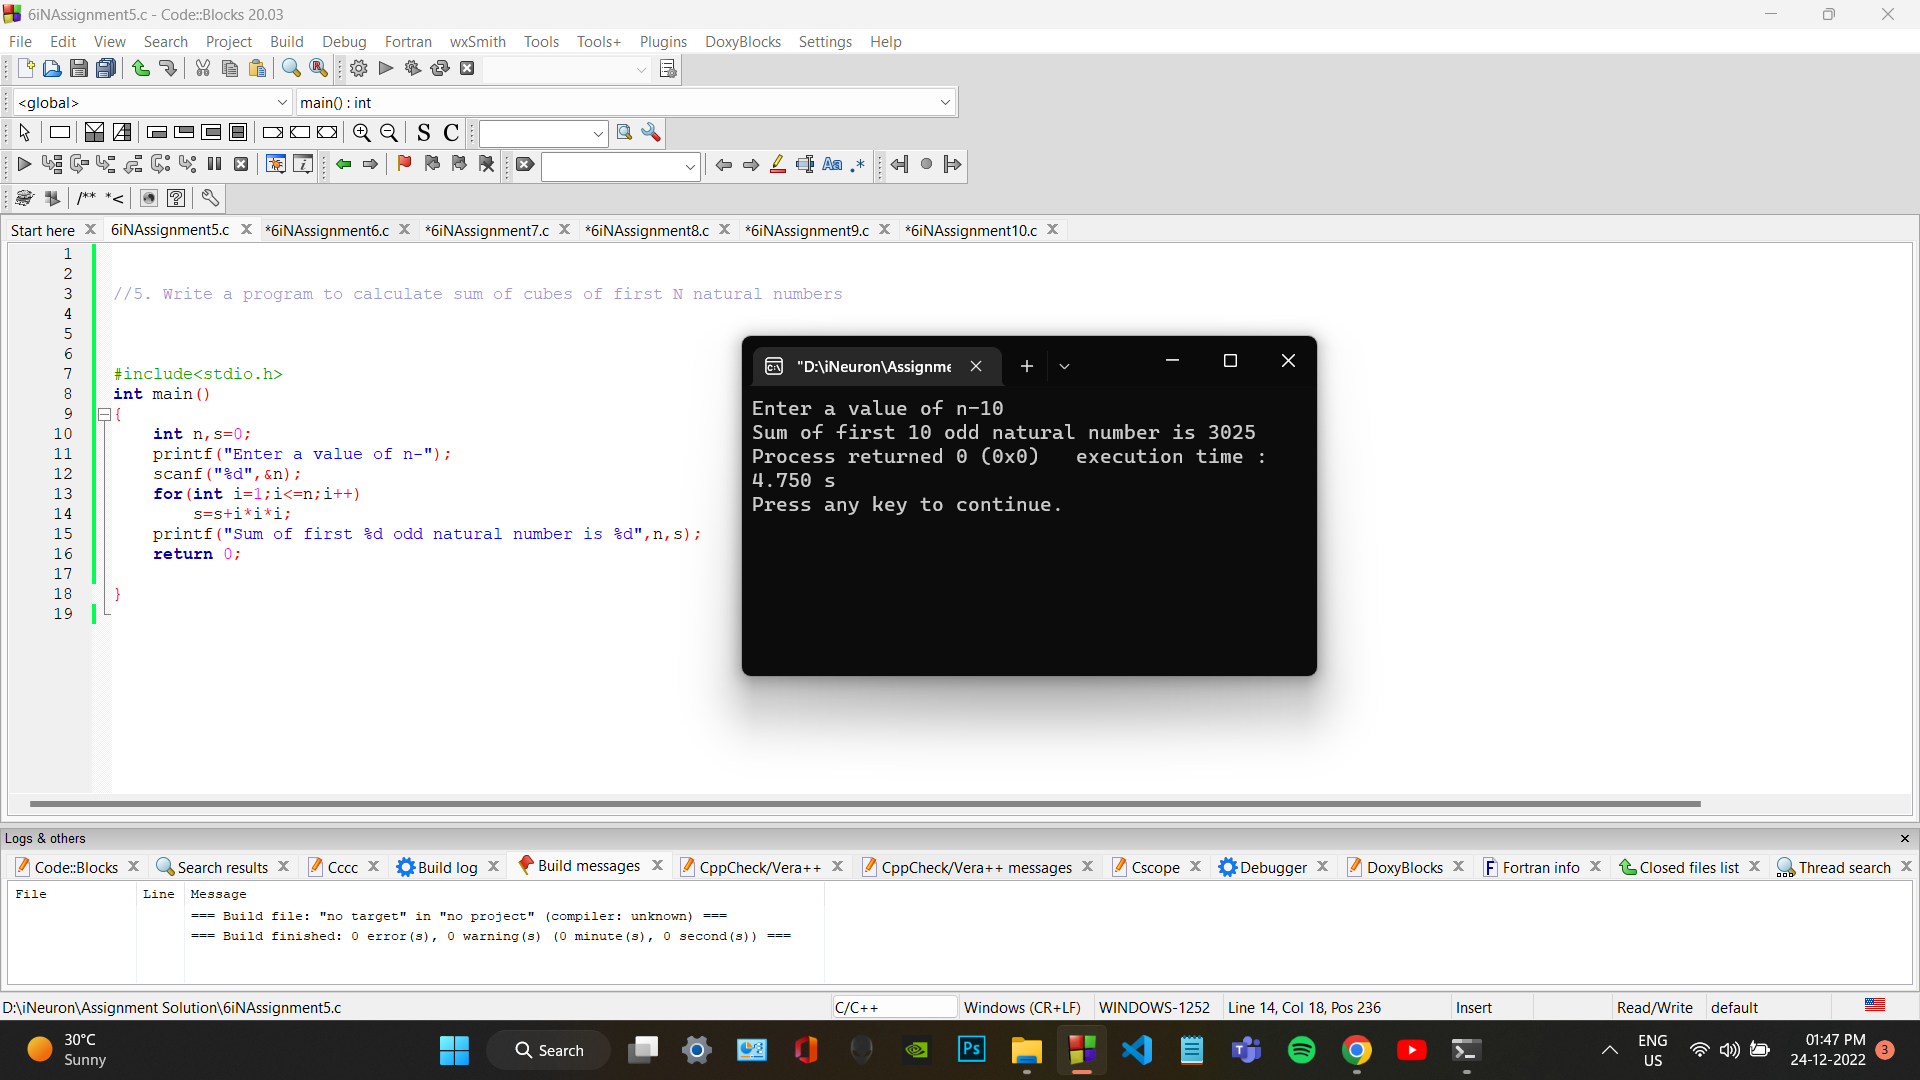 6iNAssignment5.c - Code::Blocks 20.03
File Edit View Search Project Build Debug Fortran wxSmith Tools Tools+ Plugins DoxyBlocks Settings Help
<global> main() : int
S C
Aa .*
/** *<
Start here 6iNAssignment5.c *6iNAssignment6.c *6iNAssignment7.c *6iNAssignment8.c *6iNAssignment9.c *6iNAssignment10.c
1
2
3 //5. Write a program to calculate sum of cubes of first N natural numbers
4
5
6
7 #include<stdio.h>
8 int main()
9 {
10 int n,s=0;
11 printf("Enter a value of n-");
12 scanf("%d",&n);
13 for(int i=1;i<=n;i++)
14 s=s+i*i*i;
15 printf("Sum of first %d odd natural number is %d",n,s);
16 return 0;
17
18 }
19
"D:\iNeuron\Assignme
Enter a value of n-10
Sum of first 10 odd natural number is 3025
Process returned 0 (0x0)   execution time :
4.750 s
Press any key to continue.
Logs & others
Code::Blocks Search results Cccc Build log Build messages CppCheck/Vera++ CppCheck/Vera++ messages Cscope Debugger DoxyBlocks Fortran info Closed files list Thread search
File Line Message
=== Build file: "no target" in "no project" (compiler: unknown) ===
=== Build finished: 0 error(s), 0 warning(s) (0 minute(s), 0 second(s)) ===
D:\iNeuron\Assignment Solution\6iNAssignment5.c C/C++ Windows (CR+LF) WINDOWS-1252 Line 14, Col 18, Pos 236 Insert Read/Write default
30°C
Sunny
Search
Ps
ENG
US
01:47 PM
24-12-2022
3